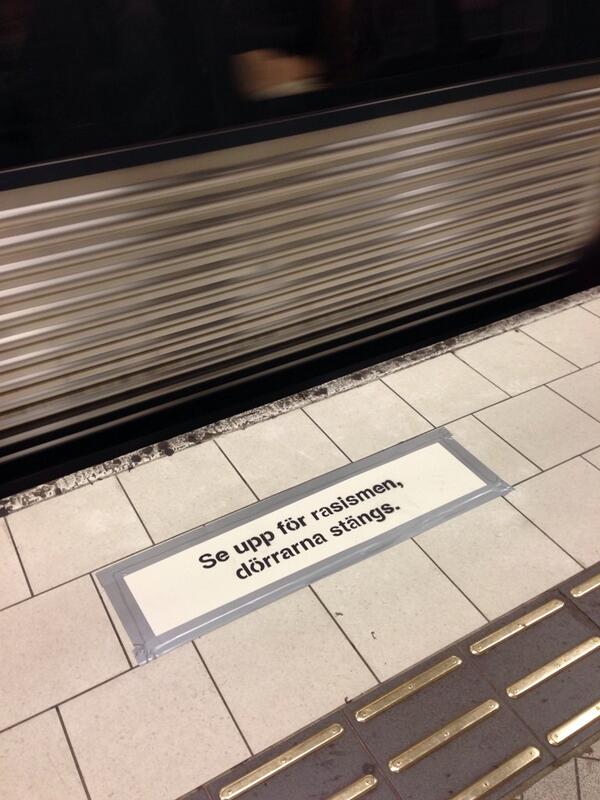 Se upp för rasismen,
dörrarna stängs.